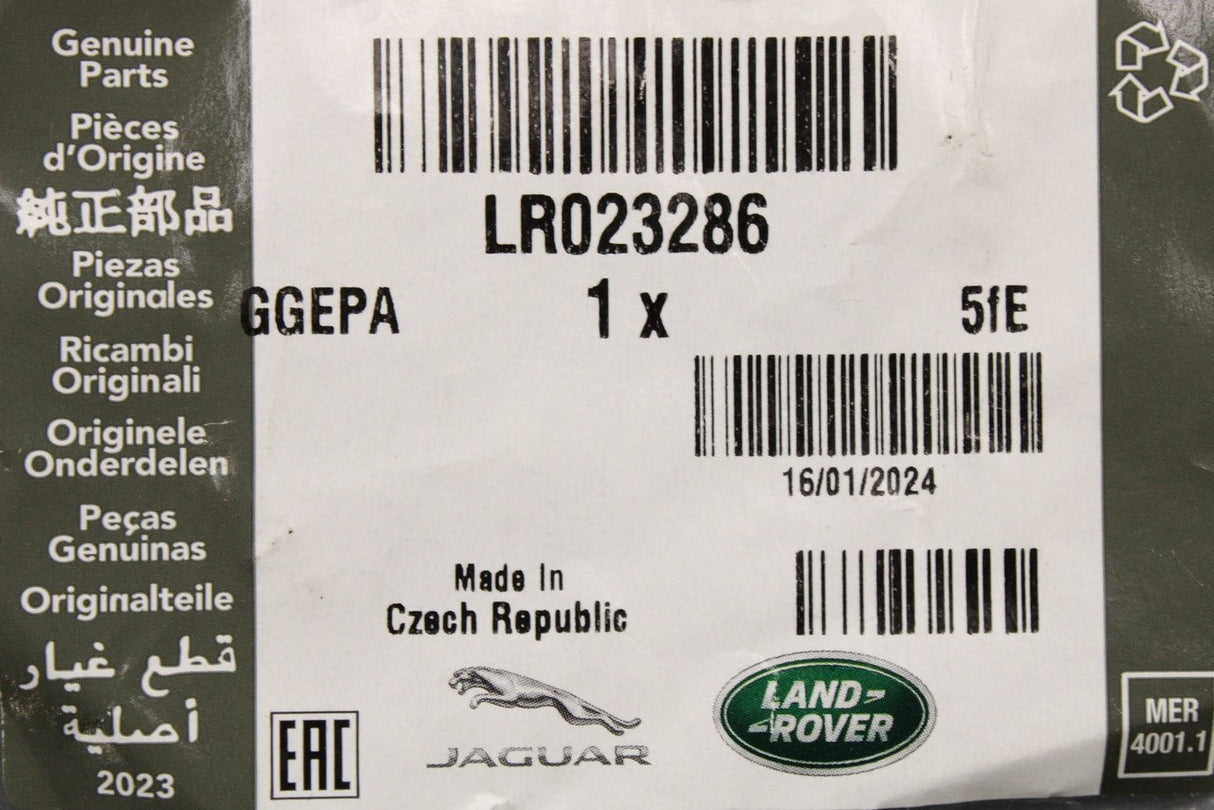 Genuine
Parts
Pièces
d'Origine
純正部品
Piezas
Originales
Ricambi
Originali
Originele
Onderdelen
Peças
Genuinas
Originalteile
قطع غيار
أصلية
2023
LR023286
GGEPA 1 x 5fE
16/01/2024
Made In
Czech Republic
EAC
JAGUAR
LAND-
-ROVER
MER
4001.1